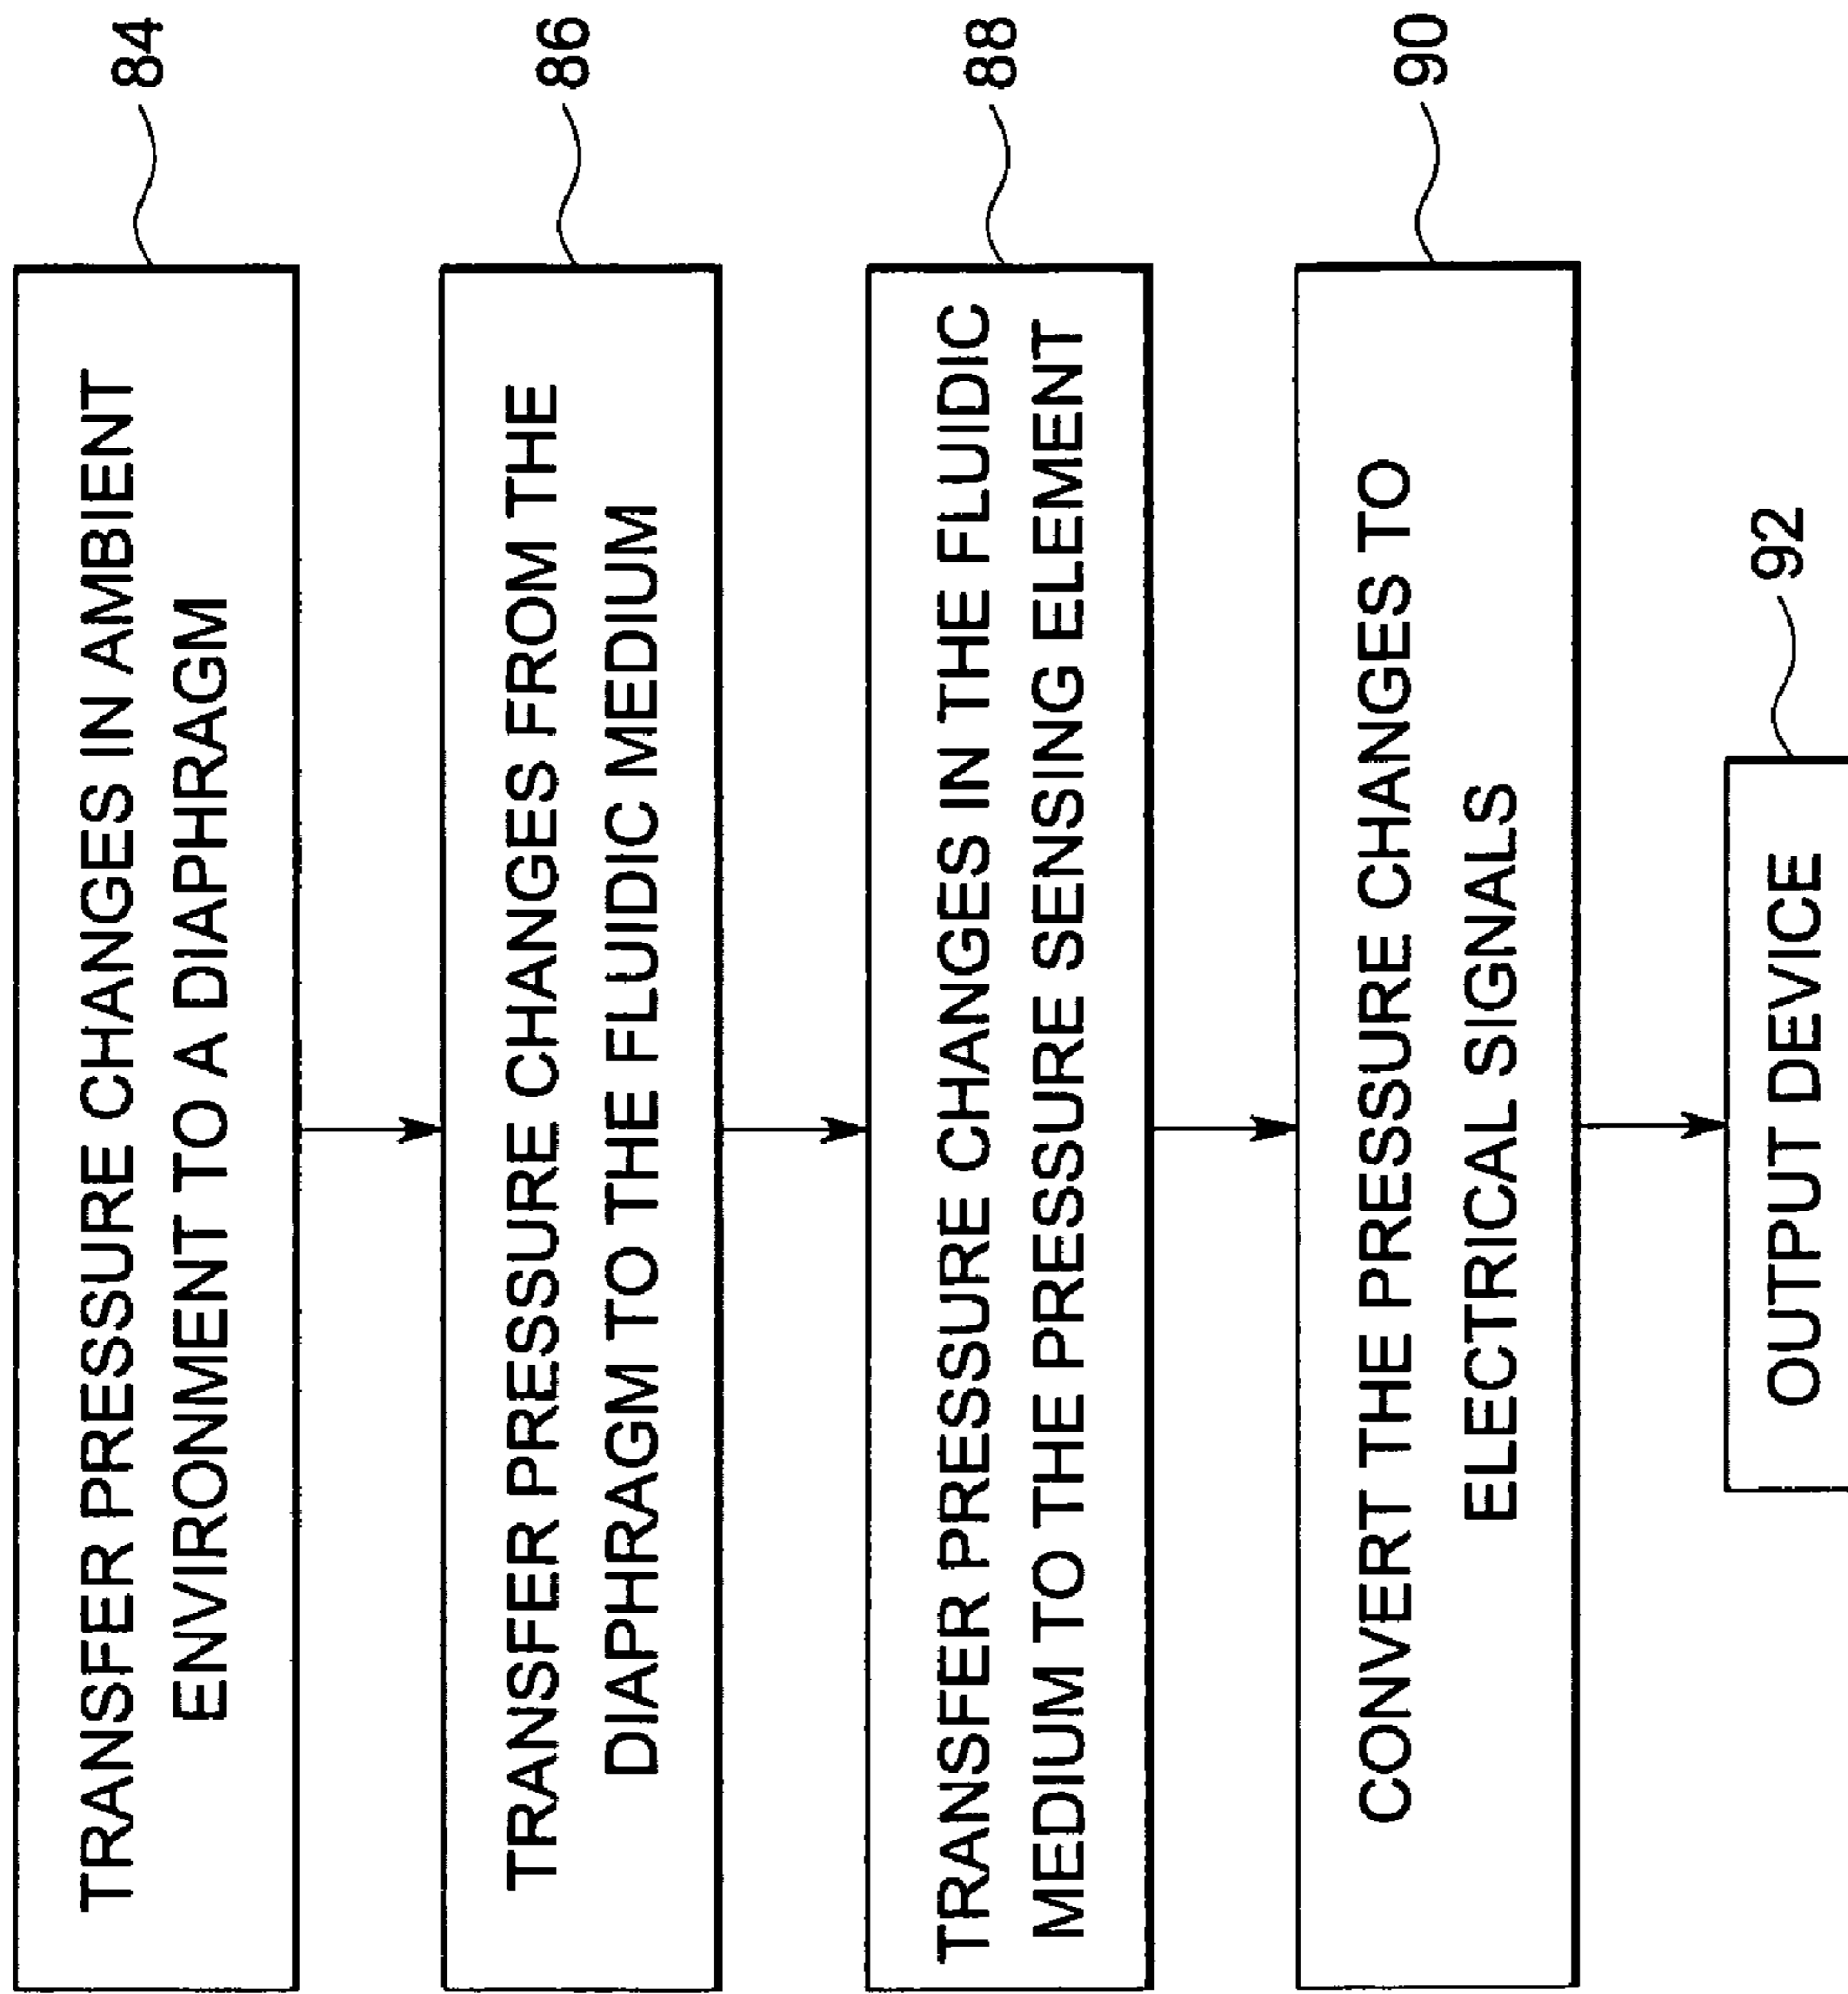 TRANSFER PRESSURE CHANGES IN AMBIENT
ENVIRONMENT TO A DIAPHRAGM
84
TRANSFER PRESSURE CHANGES FROM THE
DIAPHRAGM TO THE FLUIDIC MEDIUM
86
TRANSFER PRESSURE CHANGES IN THE FLUIDIC
MEDIUM TO THE PRESSURE SENSING ELEMENT
88
CONVERT THE PRESSURE CHANGES TO
ELECTRICAL SIGNALS
90
OUTPUT DEVICE
92